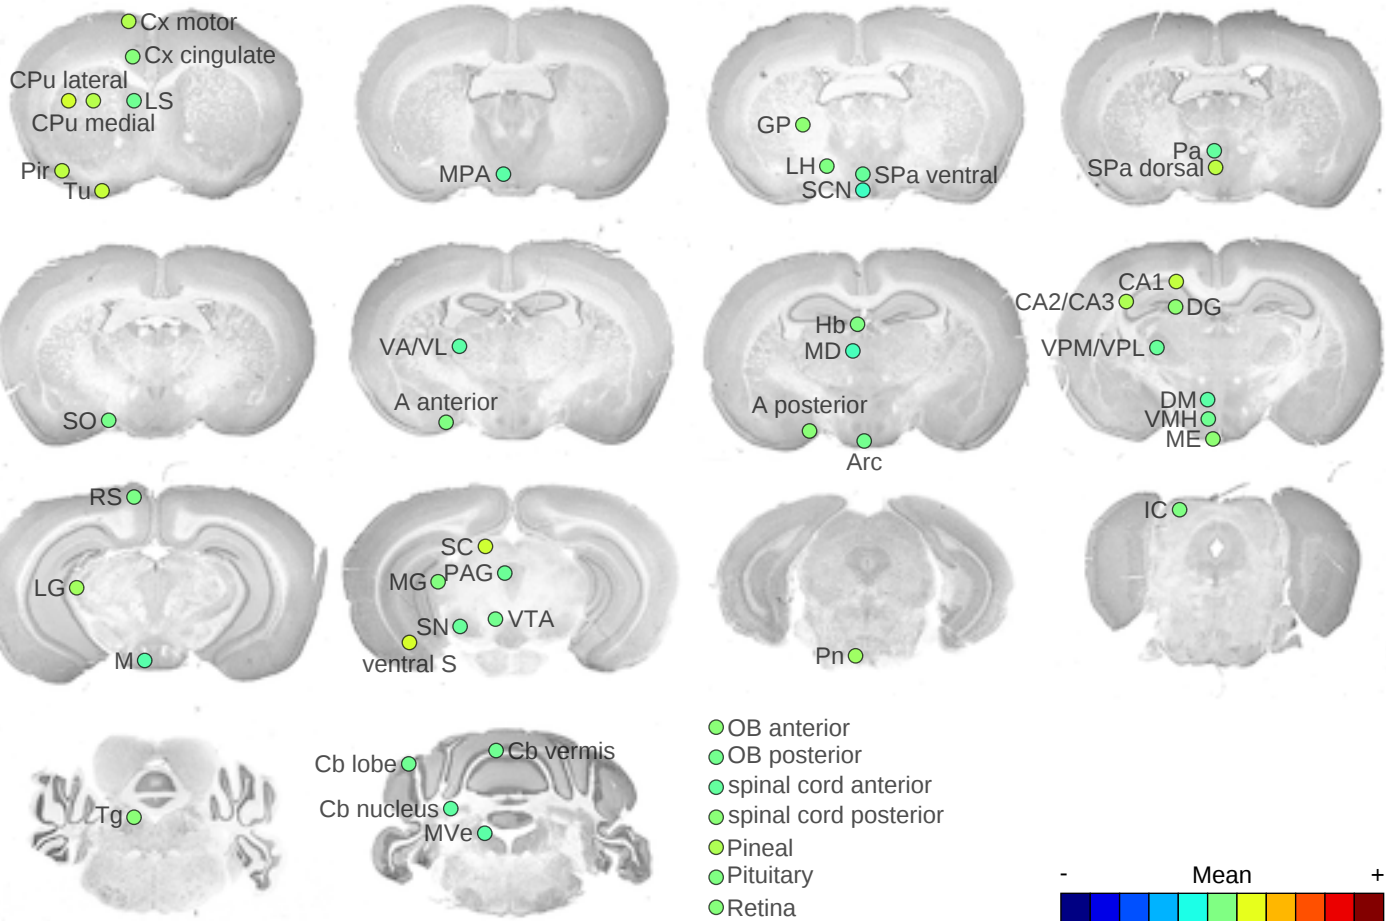 Cx motor
Cx cingulate
CPu lateral
LS
CPu medial
Pir
Tu
MPA
GP
LH
SPa ventral
SCN
Pa
SPa dorsal
SO
VA/VL
A anterior
Hb
MD
A posterior
Arc
CA1
CA2/CA3
DG
VPM/VPL
DM
VMH
ME
RS
LG
M
SC
MG
PAG
SN
VTA
ventral S
Pn
IC
Tg
Cb lobe
Cb vermis
Cb nucleus
MVe
OB anterior
OB posterior
spinal cord anterior
spinal cord posterior
Pineal
Pituitary
Retina
- Mean +